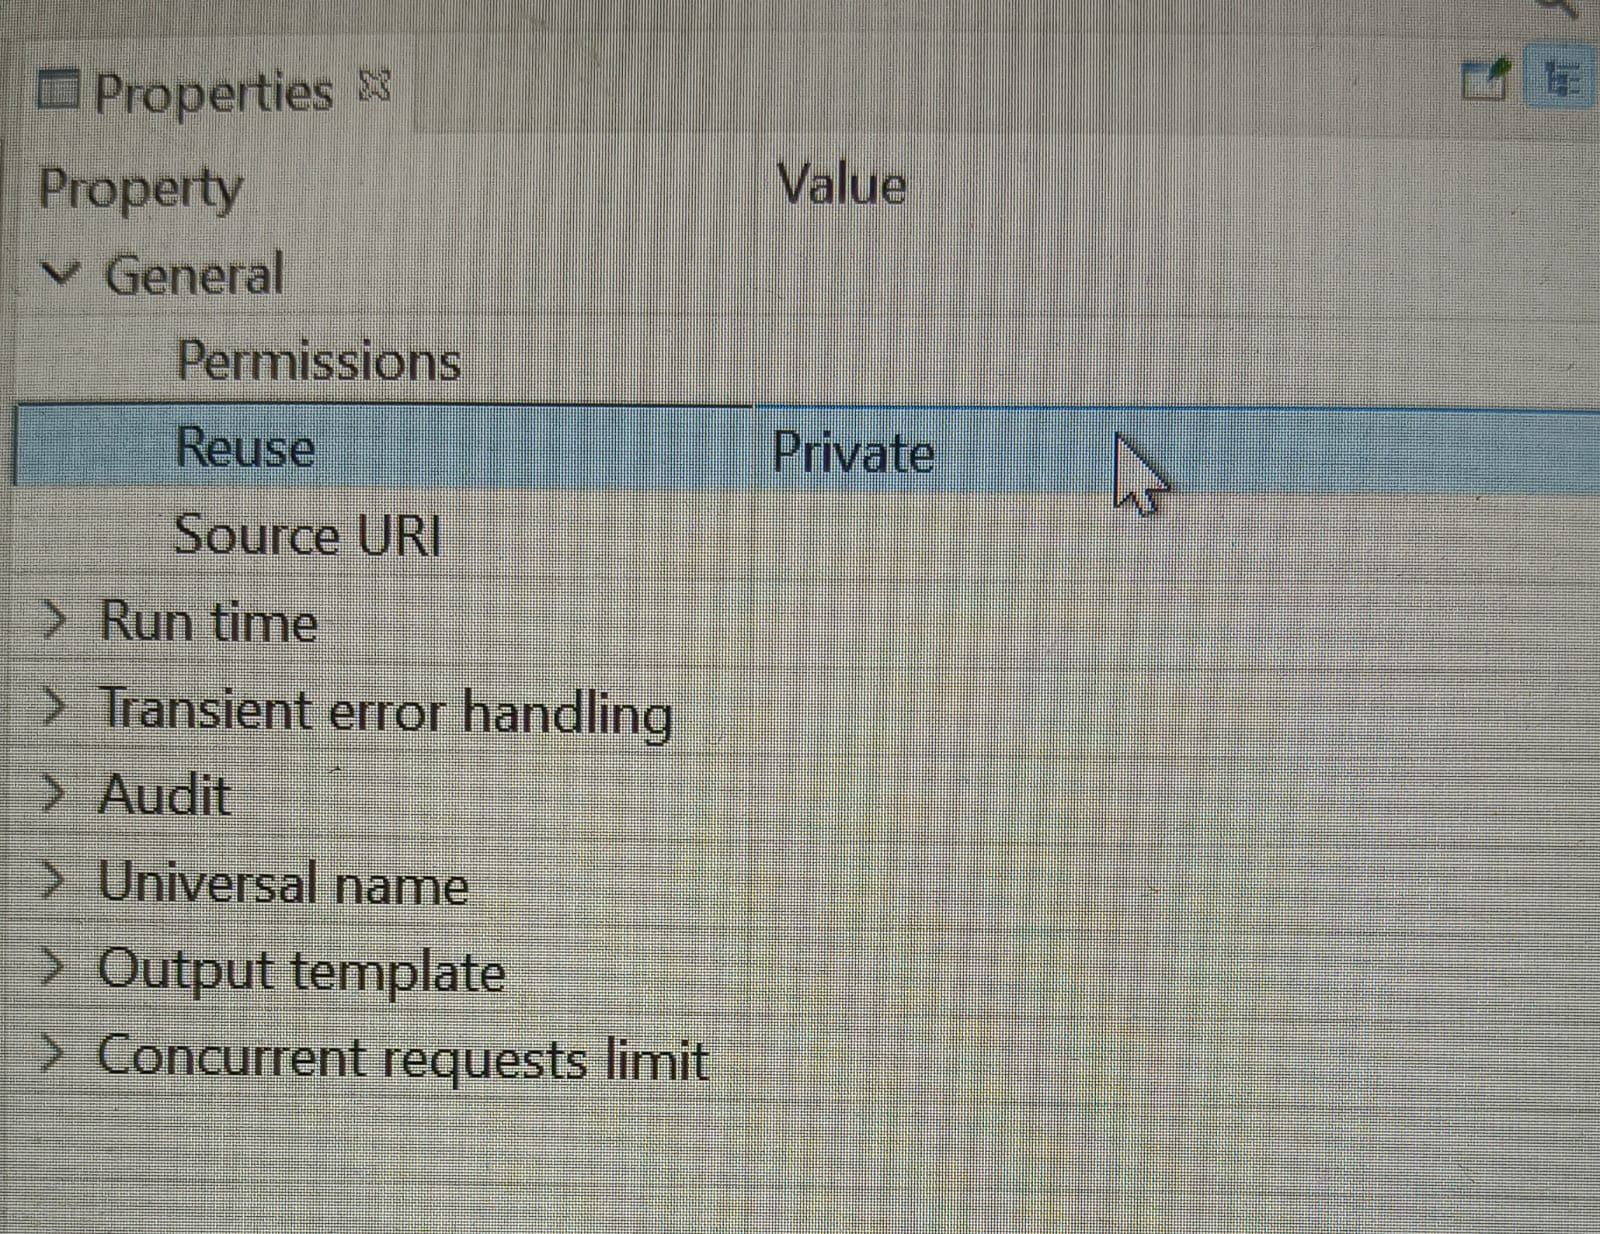 Properties
Property Value
General
Permissions
Reuse Private
Source URI
Run time
Transient error handling
Audit
Universal name
Output template
Concurrent requests limit